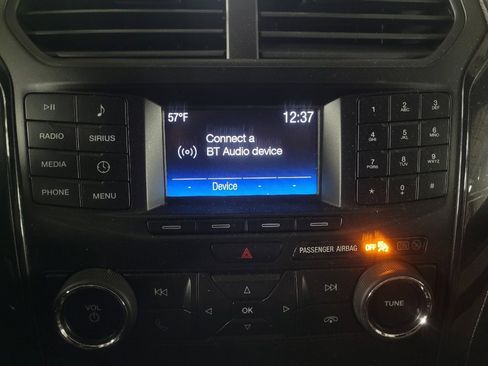 57°F 12:37
Connect a
BT Audio device
- Device - -
RADIO SIRIUS
MEDIA
PHONE MENU
1 2 ABC 3 DEF
4 GHI 5 JKL 6 MNO
7 PQRS 8 TUV 9 WXYZ
* 0 + #
PASSENGER AIRBAG OFF ON
VOL
OK
TUNE